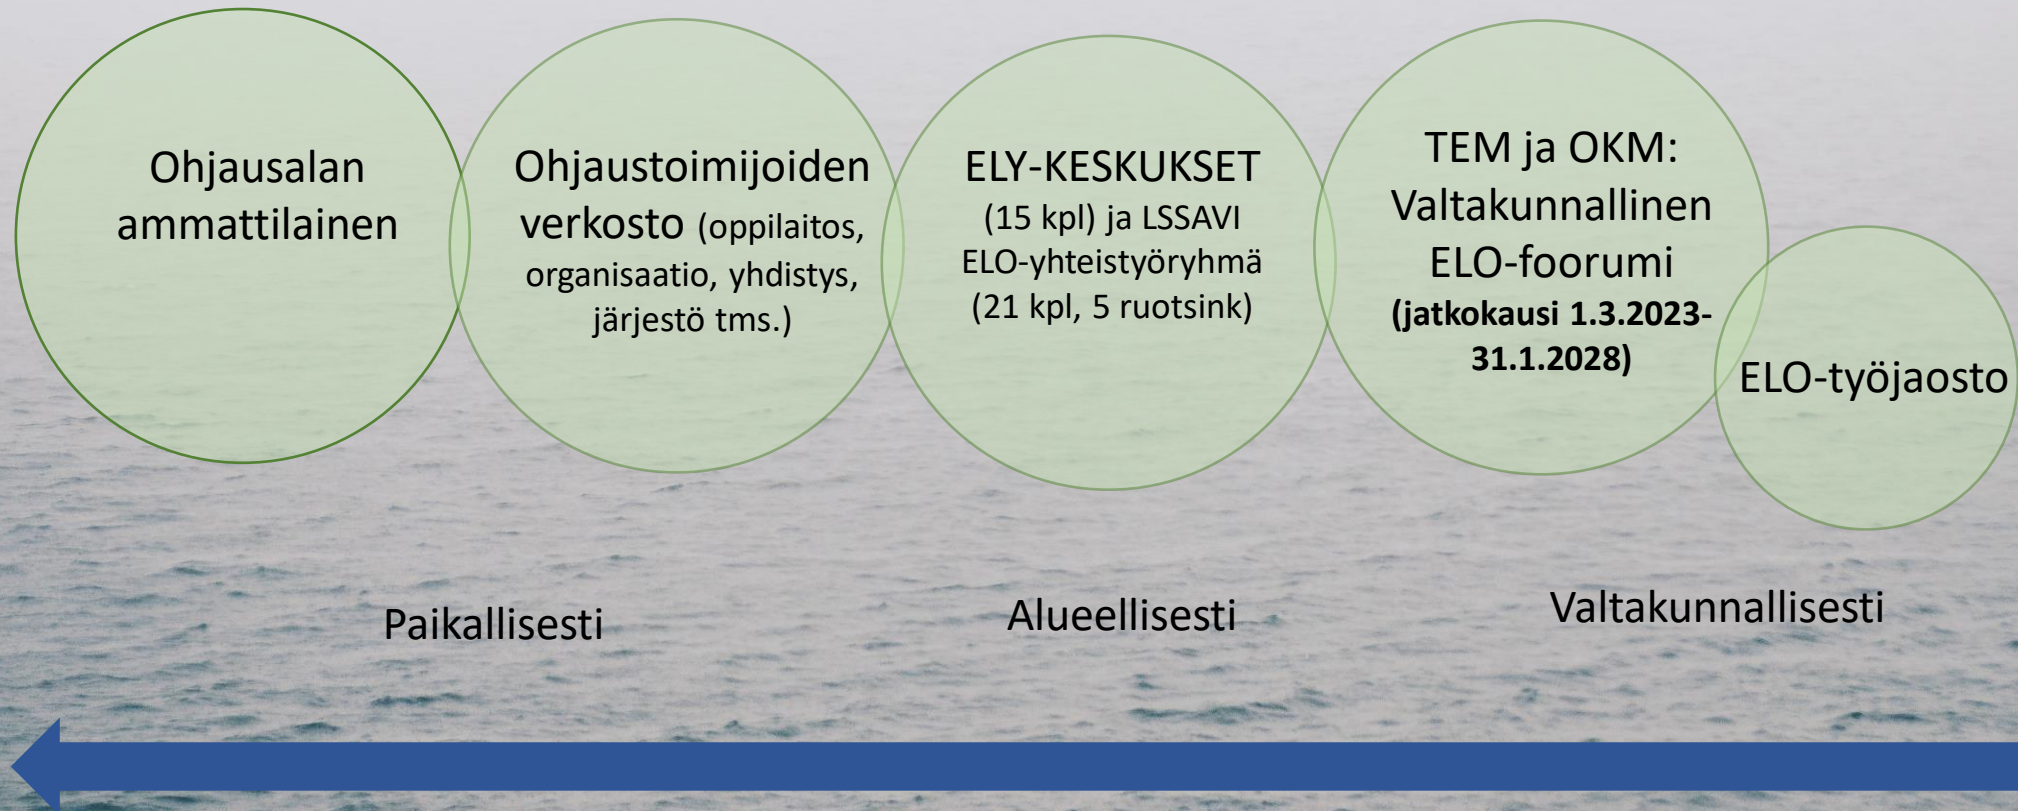 Ohjausalan
ammattilainen
Ohjaustoimijoiden
verkosto (oppilaitos,
organisaatio, yhdistys,
järjestö tms.)
ELY-KESKUKSET
(15 kpl) ja LSSAVI
ELO-yhteistyöryhmä
(21 kpl, 5 ruotsink)
TEM ja OKM:
Valtakunnallinen
ELO-foorumi
(jatkokausi 1.3.2023-
31.1.2028)
ELO-työjaosto
Paikallisesti
Alueellisesti
Valtakunnallisesti